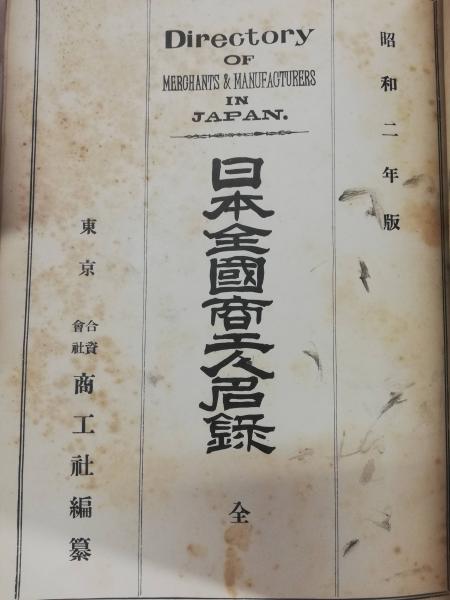 昭和二年版
Directory
OF
MERCHANTS & MANUFACTURERS
IN
JAPAN.
日本全國商工人名錄
全
東京
合資
會社
商工社編纂